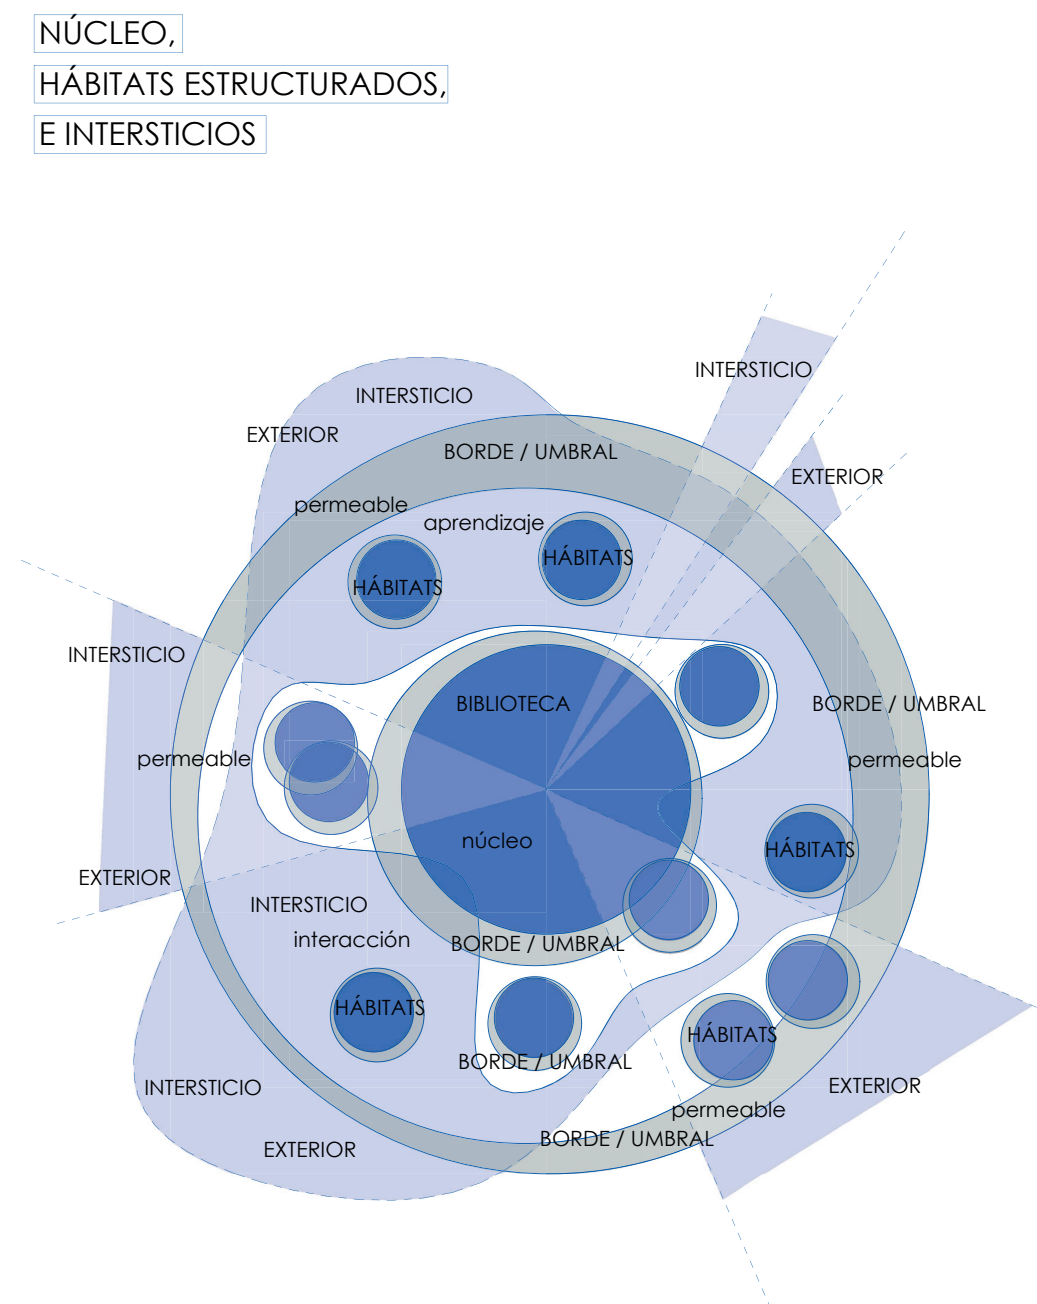 NÚCLEO,
HÁBITATS ESTRUCTURADOS,
E INTERSTICIOS
INTERSTICIO
INTERSTICIO
EXTERIOR
BORDE / UMBRAL
EXTERIOR
permeable
aprendizaje
HÁBITATS
HÁBITATS
INTERSTICIO
BIBLIOTECA
BORDE / UMBRAL
permeable
permeable
núcleo
HÁBITATS
EXTERIOR
INTERSTICIO
interacción
BORDE / UMBRAL
HÁBITATS
HÁBITATS
BORDE / UMBRAL
INTERSTICIO
EXTERIOR
permeable
BORDE / UMBRAL
EXTERIOR